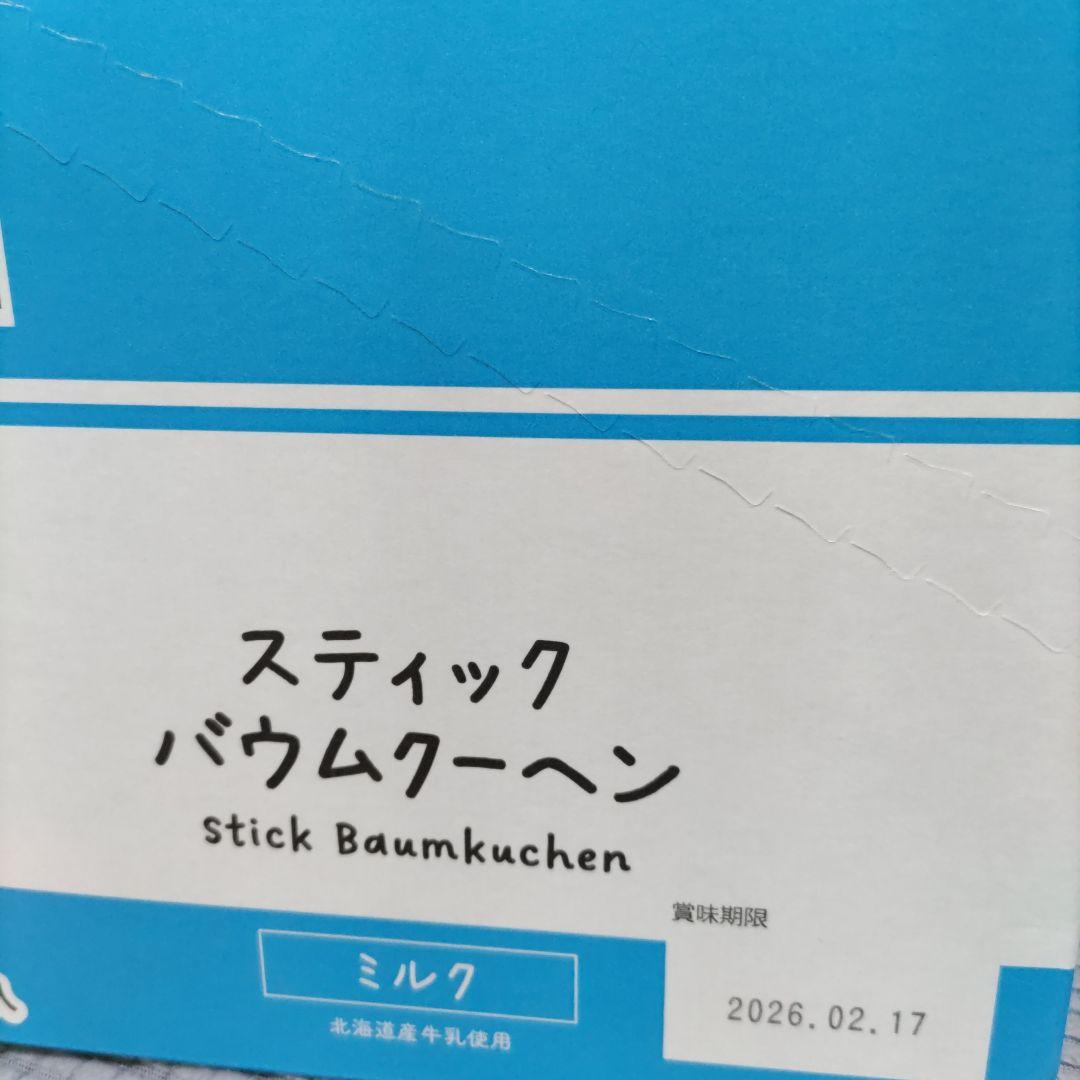 スティック
バウムクーヘン
stick Baumkuchen
賞味期限
ミルク
2026.02.17
北海道産牛乳使用